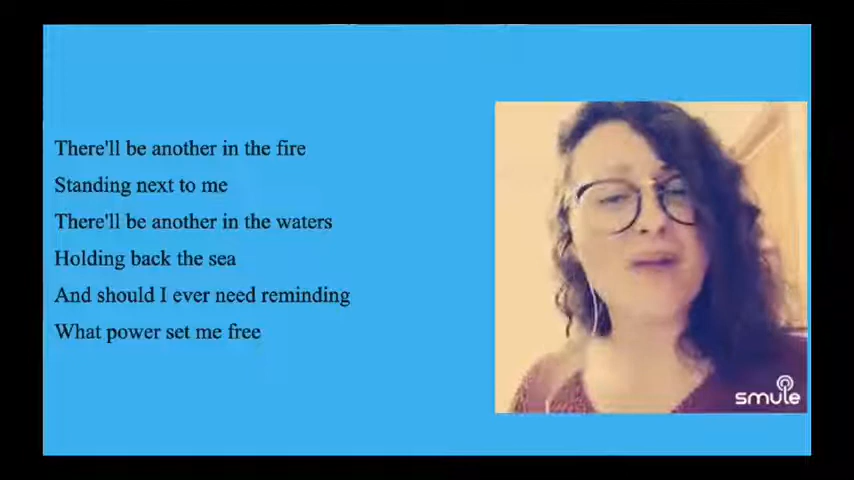 There'll be another in the fire
Standing next to me
There'll be another in the waters
Holding back the sea
And should I ever need reminding
What power set me free
smule